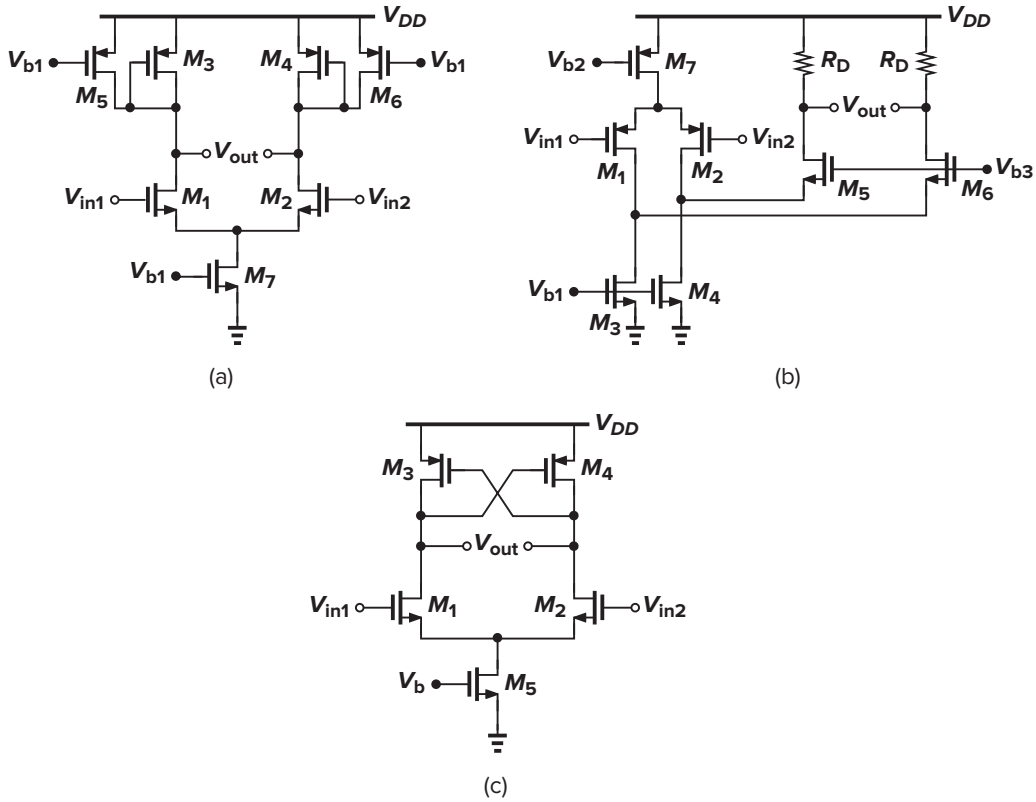 V_DD
V_b1 M_3 M_4 V_b1
M_5 M_6
V_out
V_in1 M_1 M_2 V_in2
V_b1 M_7
(a)
V_DD
V_b2 M_7 R_D R_D
V_out
V_in1 V_in2
M_1 M_2 M_5 M_6 V_b3
V_b1 M_4
M_3
(b)
V_DD
M_3 M_4
V_out
V_in1 M_1 M_2 V_in2
V_b M_5
(c)